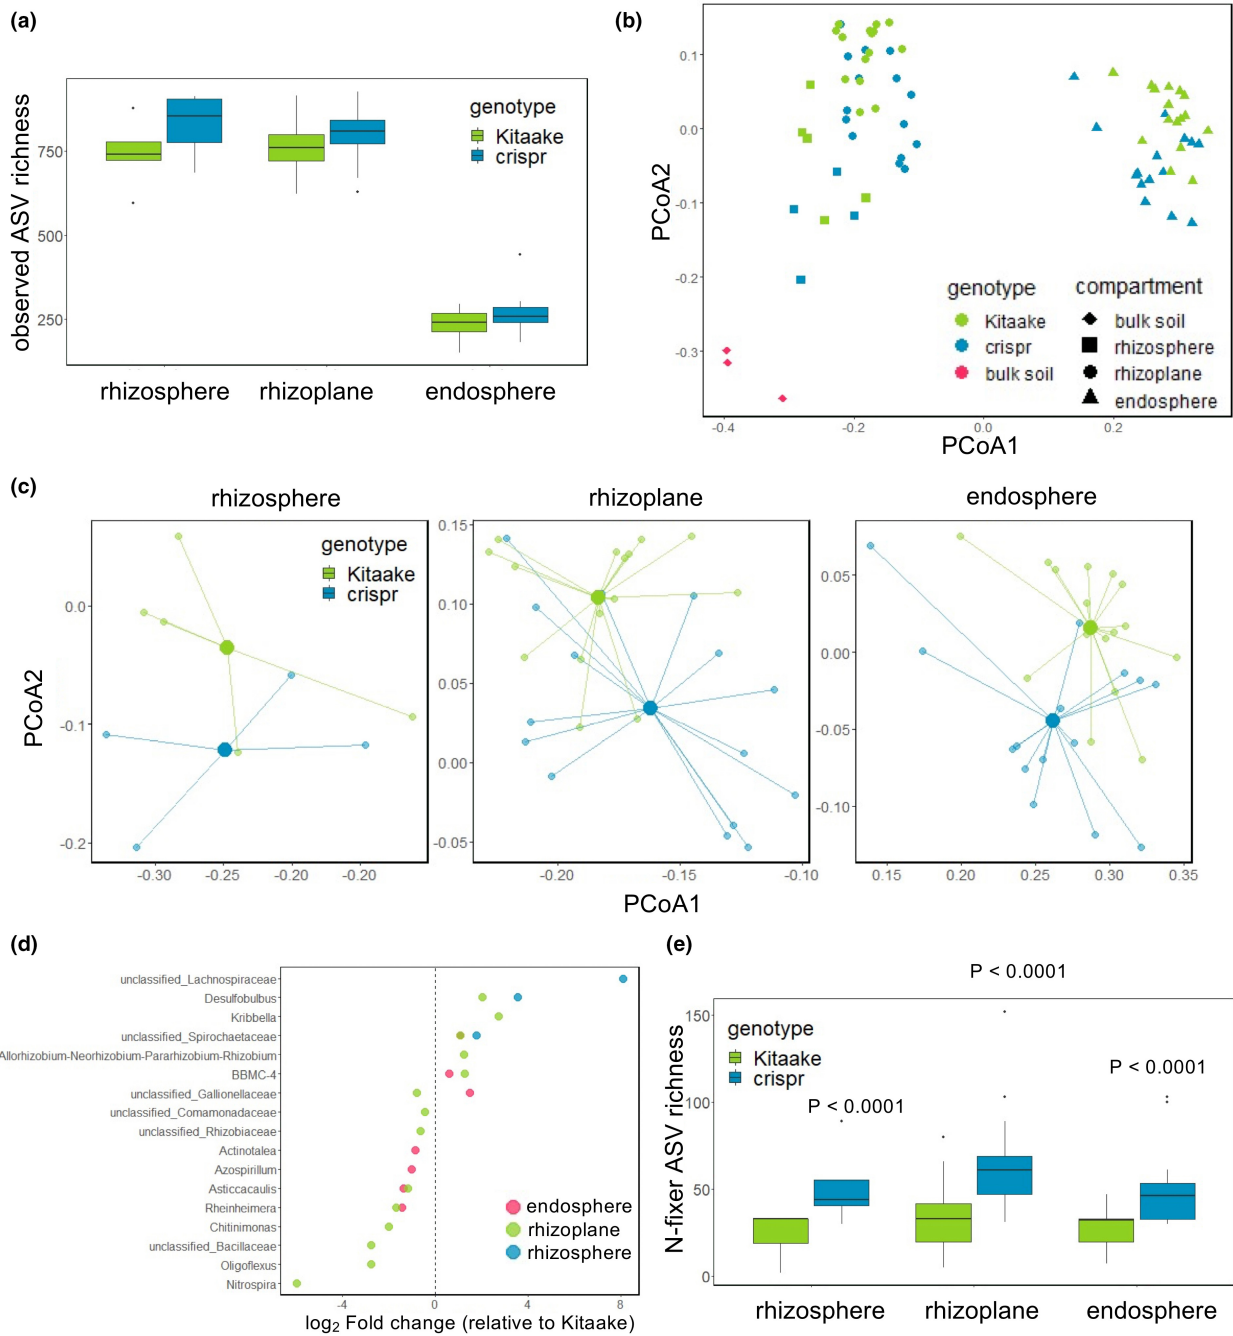 (a)
observed ASV richness
750
500
250
genotype
Kitaake
crispr
rhizosphere
rhizoplane
endosphere
(b)
PCoA2
0.1
0.0
-0.1
-0.2
-0.3
genotype
Kitaake
crispr
bulk soil
compartment
bulk soil
rhizosphere
rhizoplane
endosphere
-0.4
-0.2
0.0
0.2
PCoA1
(c)
rhizosphere
rhizoplane
endosphere
PCoA2
genotype
Kitaake
crispr
0.0
-0.1
-0.2
-0.30
-0.25
-0.20
-0.20
0.15
0.10
0.05
0.00
-0.05
-0.20
-0.15
-0.10
0.05
0.00
-0.05
-0.10
0.15
0.20
0.25
0.30
0.35
PCoA1
(d)
unclassified_Lachnospiraceae
Desulfobulbus
Kribbella
unclassified_Spirochaetaceae
Allorhizobium-Neorhizobium-Pararhizobium-Rhizobium
BBMC-4
unclassified_Gallionellaceae
unclassified_Comamonadaceae
unclassified_Rhizobiaceae
Actinotalea
Azospirillum
Asticcacaulis
Rheinheimera
Chitinimonas
unclassified_Bacillaceae
Oligoflexus
Nitrospira
endosphere
rhizoplane
rhizosphere
-4
0
4
8
log2 Fold change (relative to Kitaake)
(e)
P < 0.0001
P < 0.0001
P < 0.0001
N-fixer ASV richness
150
100
50
0
genotype
Kitaake
crispr
rhizosphere
rhizoplane
endosphere